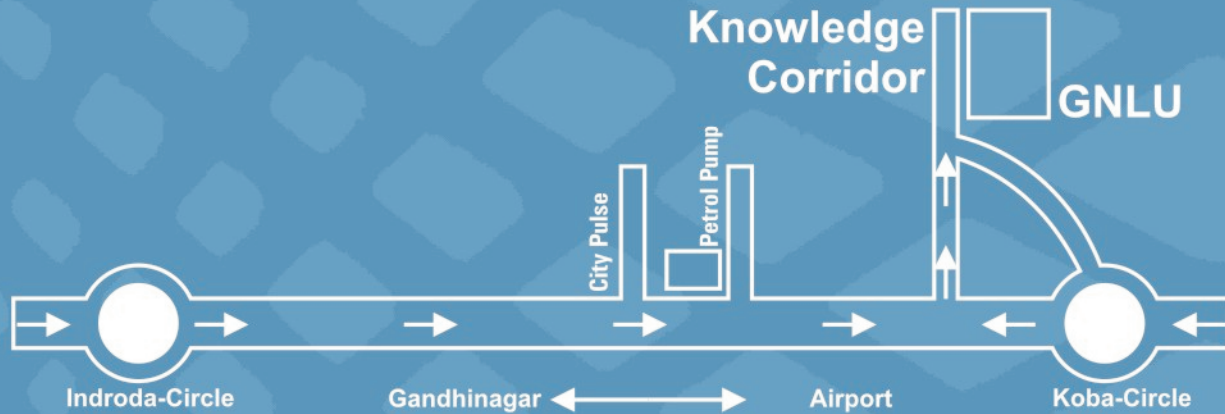 Knowledge
Corridor
GNLU
City Pulse
Petrol Pump
Indroda-Circle
Gandhinagar
Airport
Koba-Circle